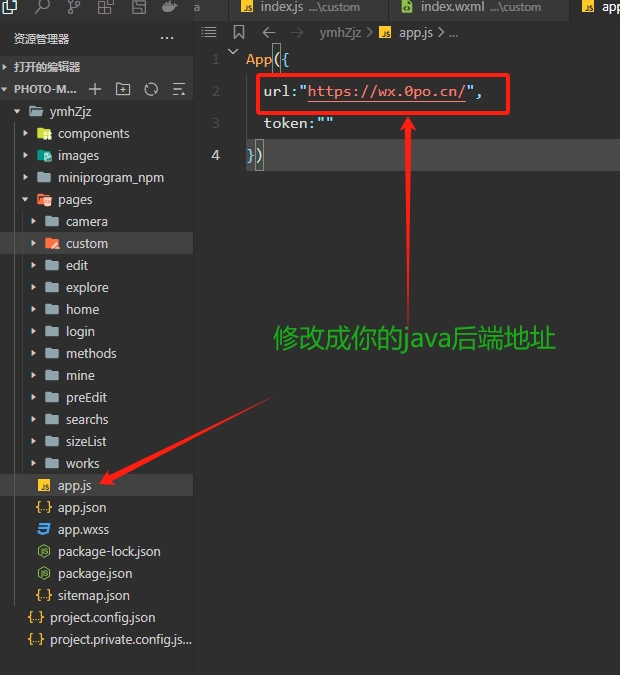 a
index.js ...\custom
index.wxml ...\custom
app
资源管理器
...
ymhZjz > app.js > ...
打开的编辑器
PHOTO-M...
ymhZjz
components
images
miniprogram_npm
pages
camera
custom
edit
explore
home
login
methods
mine
preEdit
searchs
sizeList
works
app.js
app.json
app.wxss
package-lock.json
package.json
sitemap.json
project.config.json
project.private.config.js...
1 App({
2 url:"https://wx.0po.cn/",
3 token:""
4 })
修改成你的java后端地址